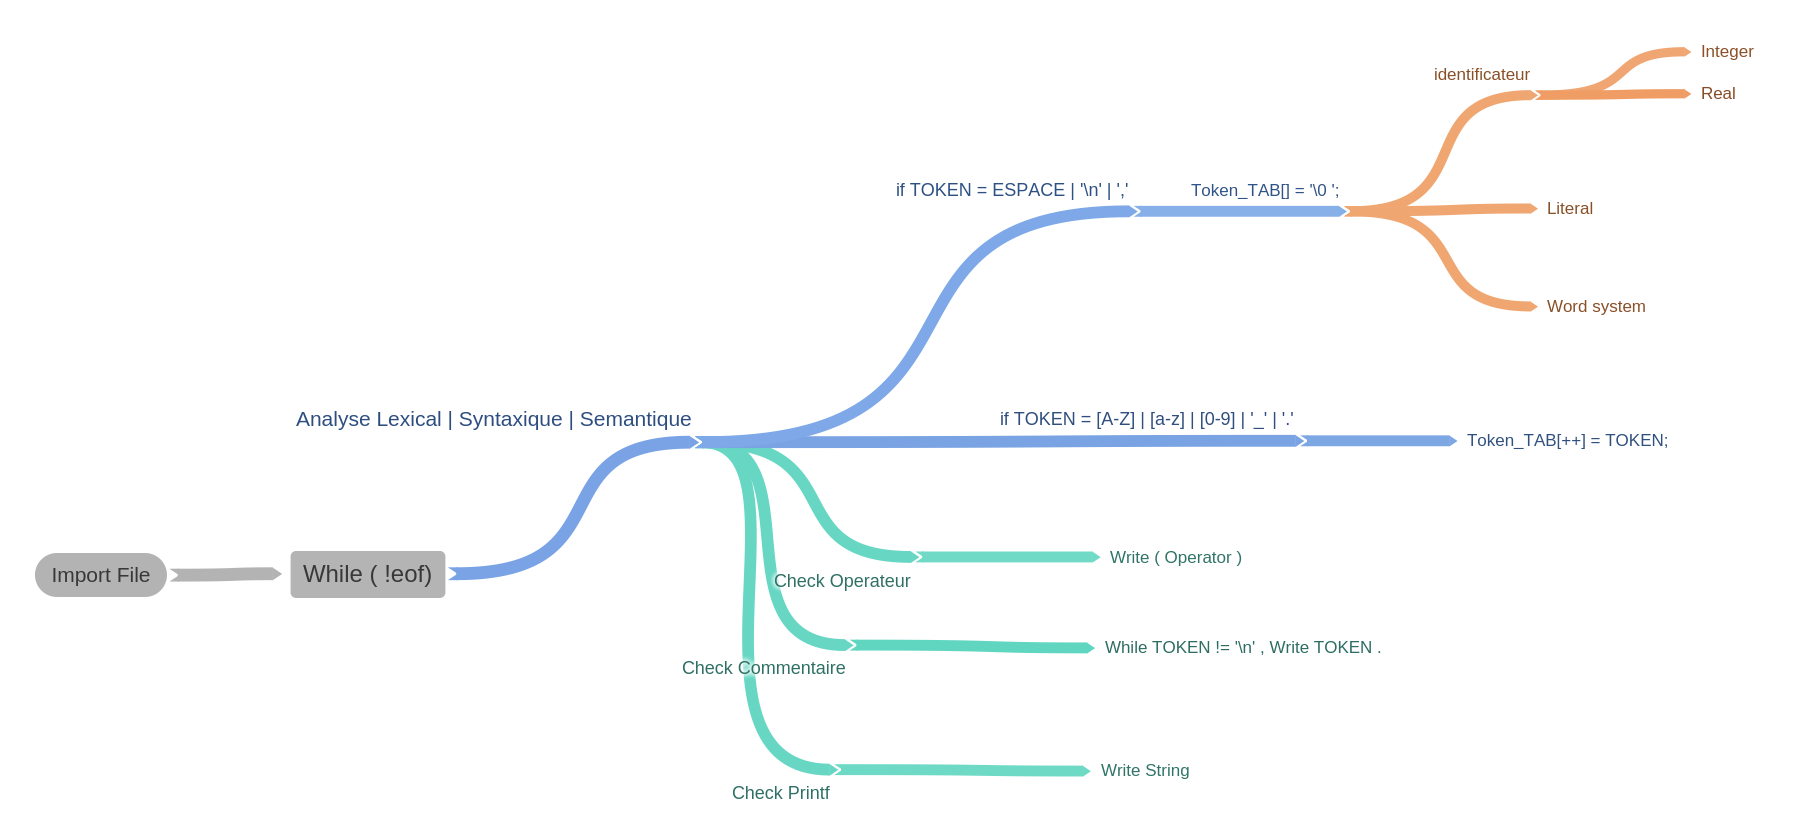 Import File
While ( !eof)
Analyse Lexical | Syntaxique | Semantique
if TOKEN = ESPACE | '\n' | ','
Token_TAB[] = '\0 ';
identificateur
Integer
Real
Literal
Word system
if TOKEN = [A-Z] | [a-z] | [0-9] | '_' | '.'
Token_TAB[++] = TOKEN;
Check Operateur
Write ( Operator )
Check Commentaire
While TOKEN != '\n' , Write TOKEN .
Check Printf
Write String